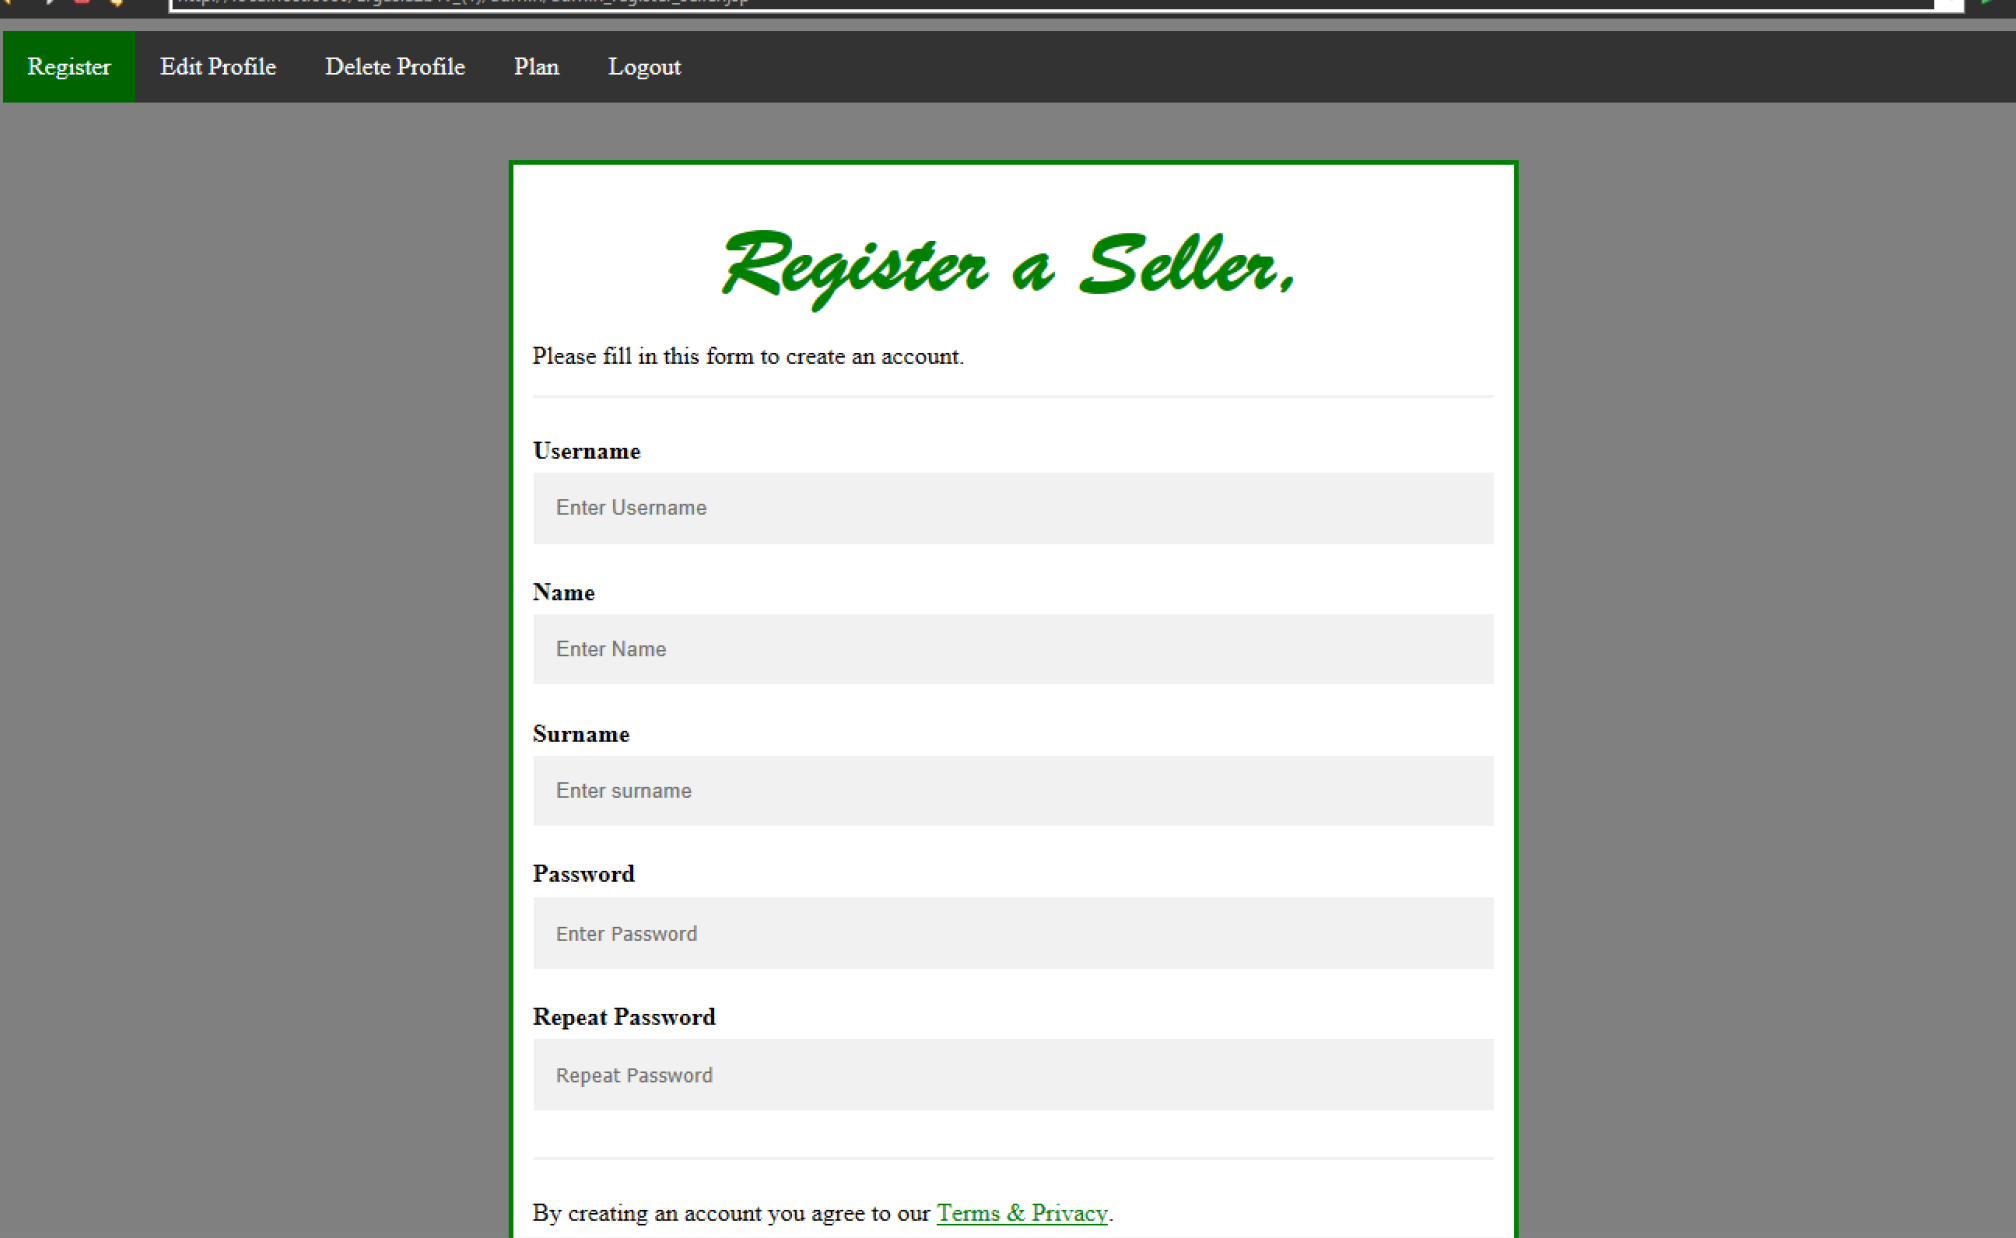 Register Edit Profile Delete Profile Plan Logout
Register a Seller,
Please fill in this form to create an account.
Username
Enter Username
Name
Enter Name
Surname
Enter surname
Password
Enter Password
Repeat Password
Repeat Password
By creating an account you agree to our Terms & Privacy.